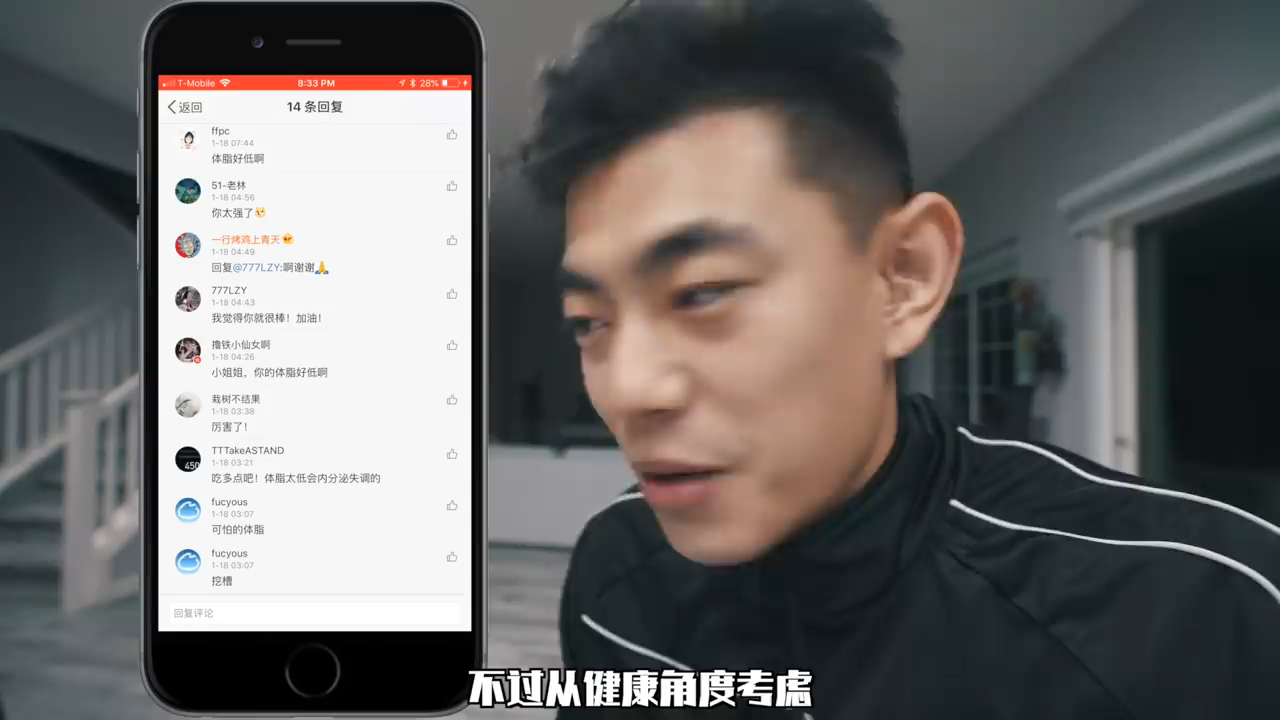 T-Mobile 8:33 PM 28%
返回 14 条回复
ffpc
1-18 07:44
体脂好低啊
51-老林
1-18 04:56
你太强了
一行烤鸡上青天
1-18 04:49
回复@777LZY:啊谢谢🙏
777LZY
1-18 04:43
我觉得你就很棒！加油！
撸铁小仙女啊
1-18 04:26
小姐姐，你的体脂好低啊
栽树不结果
1-18 03:38
厉害了！
TTTakeASTAND
1-18 03:21
450
吃多点吧！体脂太低会内分泌失调的
fucyous
1-18 03:07
可怕的体脂
fucyous
1-18 03:07
挖槽
回复评论
不过从健康角度考虑